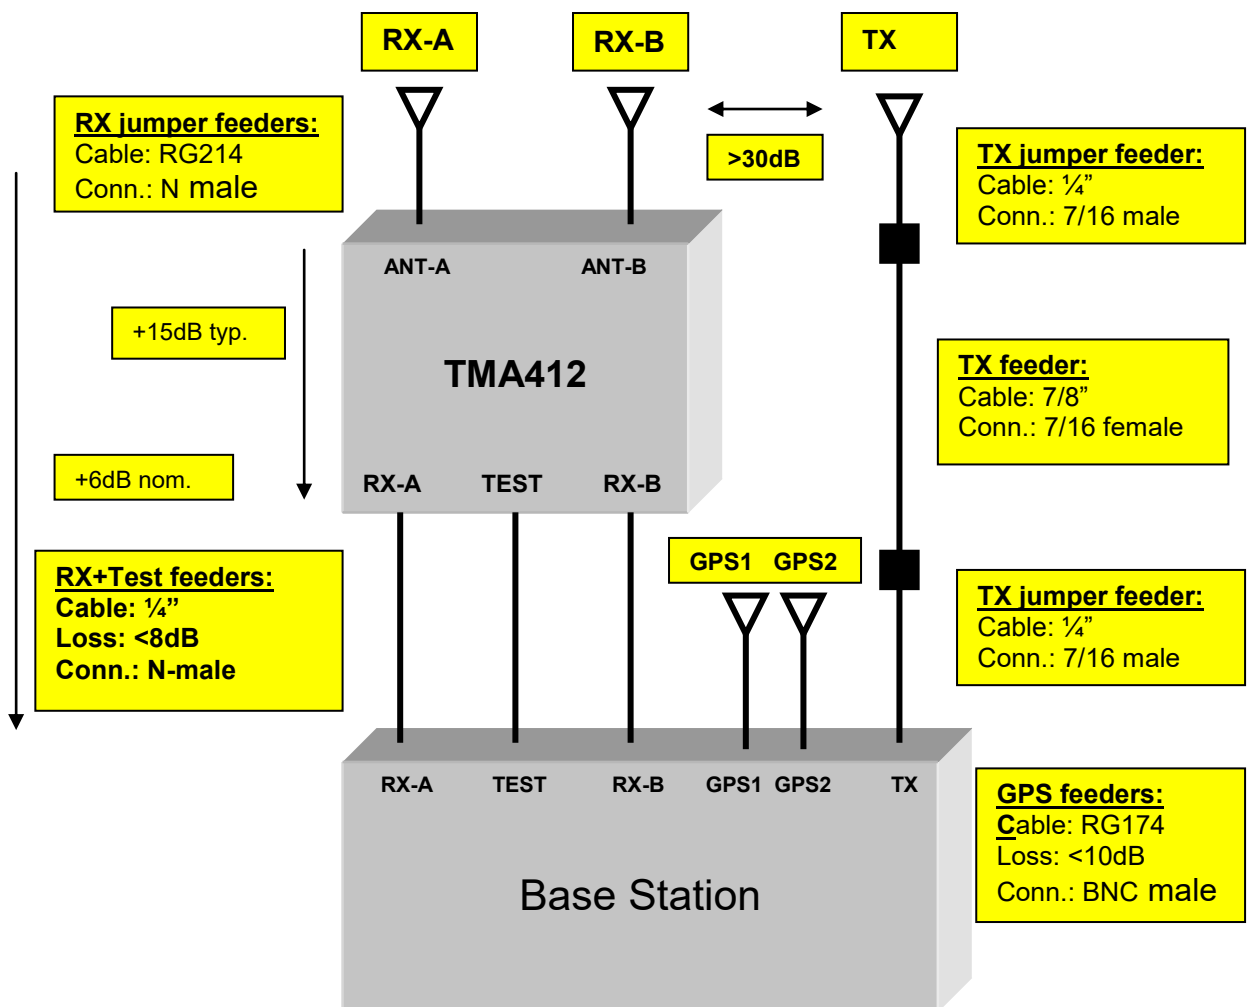 RX-A
RX-B
TX
RX jumper feeders:
Cable: RG214
Conn.: N male
>30dB
TX jumper feeder:
Cable: ¼”
Conn.: 7/16 male
ANT-A
ANT-B
+15dB typ.
TMA412
TX feeder:
Cable: 7/8”
Conn.: 7/16 female
+6dB nom.
RX-A
TEST
RX-B
RX+Test feeders:
Cable: ¼”
Loss: <8dB
Conn.: N-male
GPS1 GPS2
TX jumper feeder:
Cable: ¼”
Conn.: 7/16 male
RX-A
TEST
RX-B
GPS1
GPS2
TX
GPS feeders:
Cable: RG174
Loss: <10dB
Conn.: BNC male
Base Station